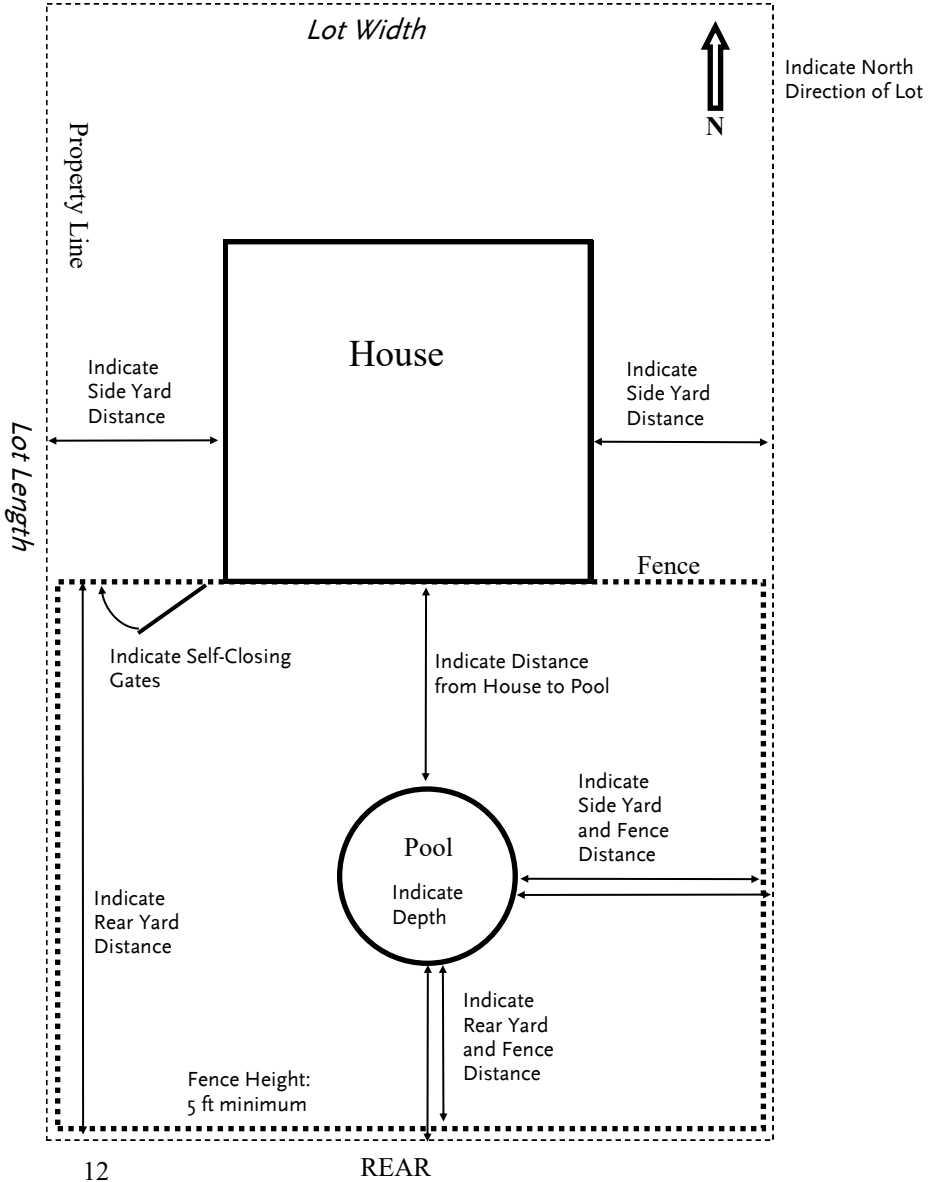 Lot Width
Indicate North
Direction of Lot
N
Property Line
House
Indicate
Side Yard
Distance
Indicate
Side Yard
Distance
Lot Length
Fence
Indicate Self-Closing
Gates
Indicate Distance
from House to Pool
Indicate
Side Yard
and Fence
Distance
Pool
Indicate
Depth
Indicate
Rear Yard
Distance
Indicate
Rear Yard
and Fence
Distance
Fence Height:
5 ft minimum
12
REAR